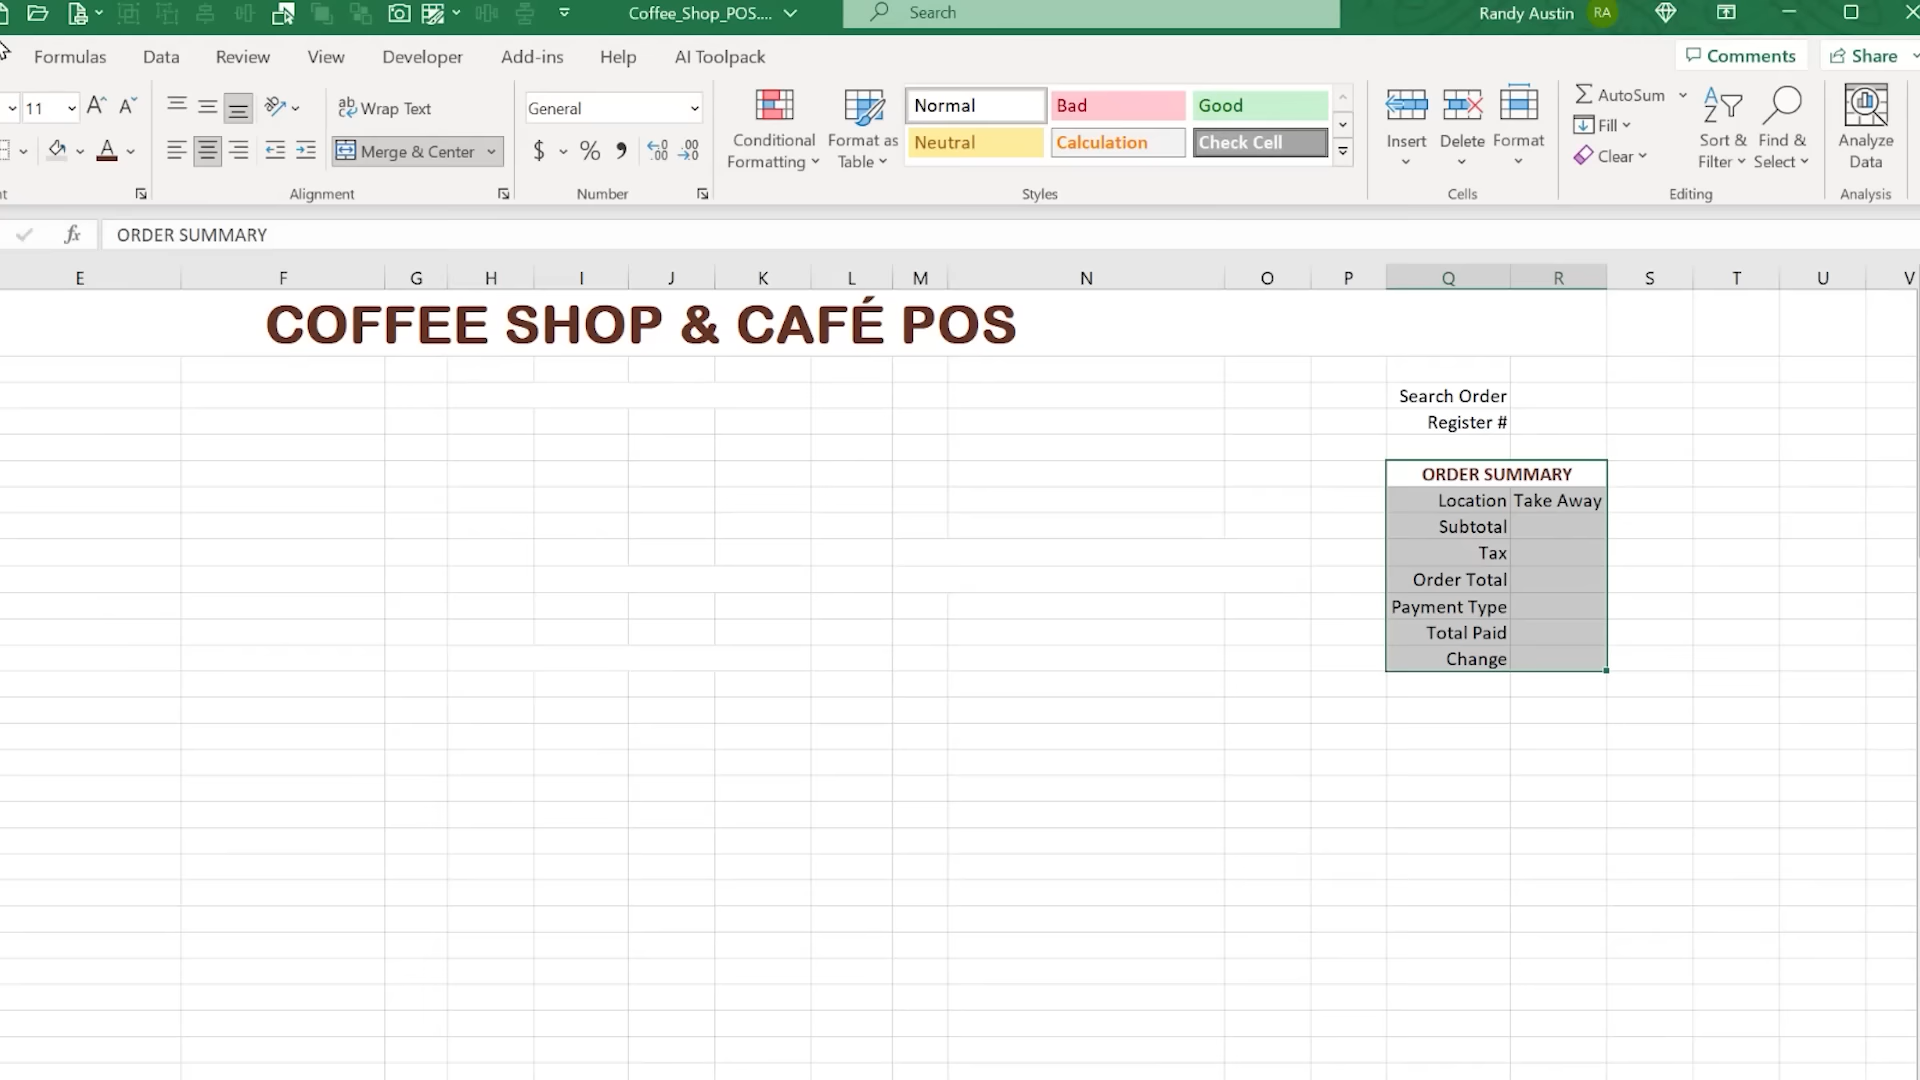 Coffee_Shop_POS....
Search
Randy Austin
RA
Formulas
Data
Review
View
Developer
Add-ins
Help
AI Toolpack
Comments
Share
11
Wrap Text
General
Merge & Center
Conditional
Formatting
Format as
Table
Normal
Bad
Good
Neutral
Calculation
Check Cell
Insert
Delete
Format
AutoSum
Fill
Clear
Sort &
Filter
Find &
Select
Analyze
Data
Alignment
Number
Styles
Cells
Editing
Analysis
fx
ORDER SUMMARY
E F G H I J K L M N O P Q R S T U V
COFFEE SHOP & CAFÉ POS
Search Order
Register #
ORDER SUMMARY
Location Take Away
Subtotal
Tax
Order Total
Payment Type
Total Paid
Change